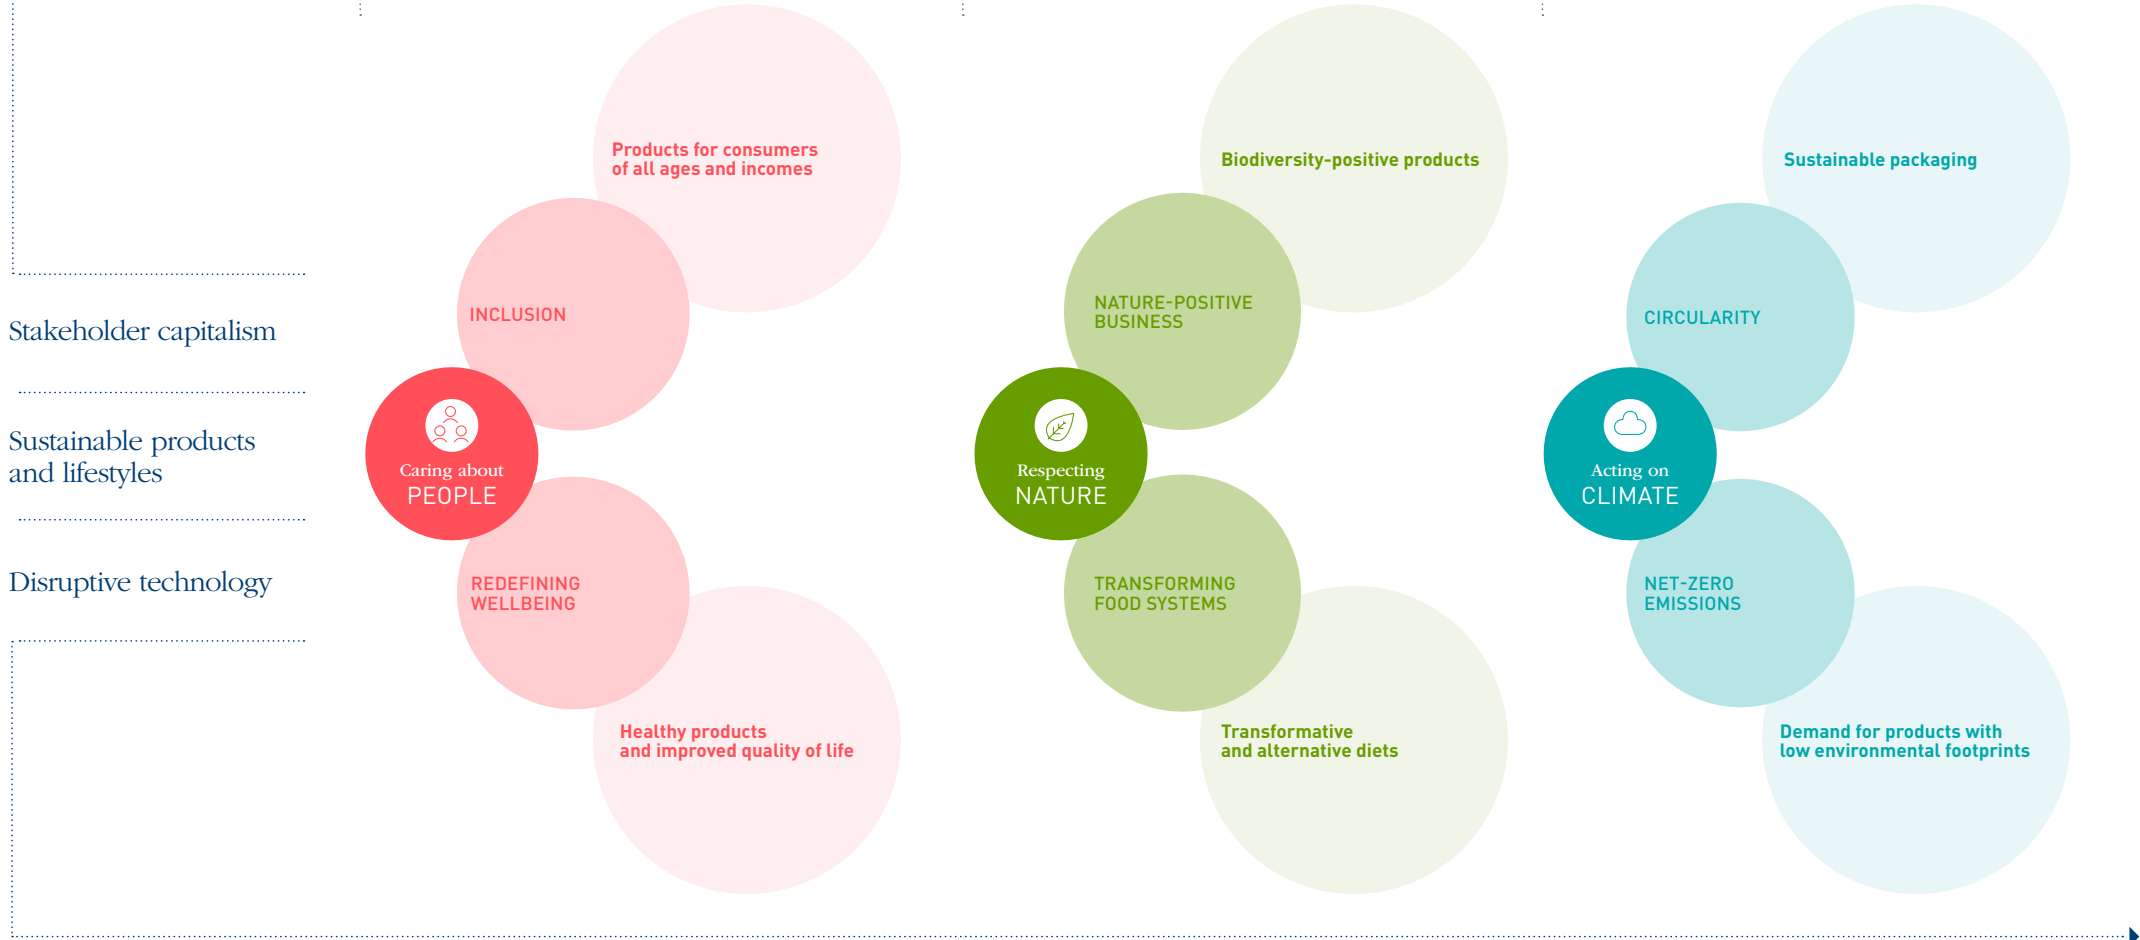 Stakeholder capitalism
Sustainable products
and lifestyles
Disruptive technology
Products for consumers
of all ages and incomes
INCLUSION
Caring about
PEOPLE
REDEFINING
WELLBEING
Healthy products
and improved quality of life
Biodiversity-positive products
NATURE-POSITIVE
BUSINESS
Respecting
NATURE
TRANSFORMING
FOOD SYSTEMS
Transformative
and alternative diets
Sustainable packaging
CIRCULARITY
Acting on
CLIMATE
NET-ZERO
EMISSIONS
Demand for products with
low environmental footprints